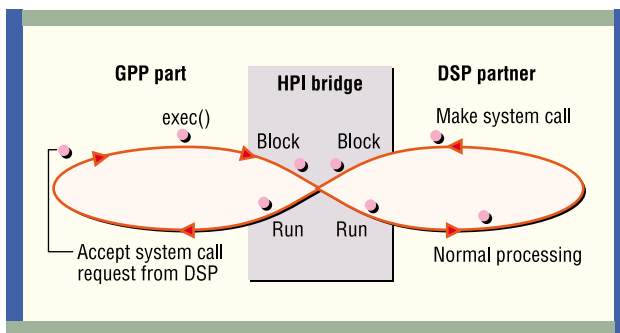 GPP part
HPI bridge
DSP partner
exec()
Make system call
Block
Block
Run
Run
Accept system call
request from DSP
Normal processing